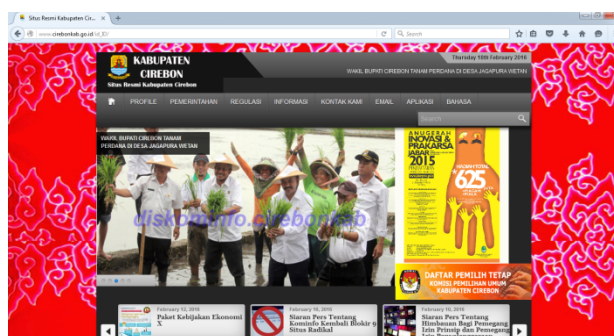 Situs Resmi Kabupaten Cir...
www.cirebonkab.go.id/id_ID/
Search
KABUPATEN
CIREBON
Situs Resmi Kabupaten Cirebon
Thursday 18th February 2016
WAKIL BUPATI CIREBON TANAM PERDANA DI DESA JAGAPURA WETAN
PROFILE PEMERINTAHAN REGULASI INFORMASI KONTAK KAMI EMAIL APLIKASI BAHASA
Search
WAKIL BUPATI CIREBON TANAM
PERDANA DI DESA JAGAPURA WETAN
diskominfo.cirebonkab
ANUGERAH
INOVASI &
PRAKARSA
JABAR
2015
625
DAFTAR PEMILIH TETAP
KOMISI PEMILIHAN UMUM
KABUPATEN CIREBON
February 12, 2016
Paket Kebijakan Ekonomi
X
February 10, 2016
Siaran Pers Tentang
Kominfo Kembali Blokir 9
Situs Radikal
February 10, 2016
Siaran Pers Tentang
Himbauan Bagi Pemegang
Izin Prinsip dan Pemegang